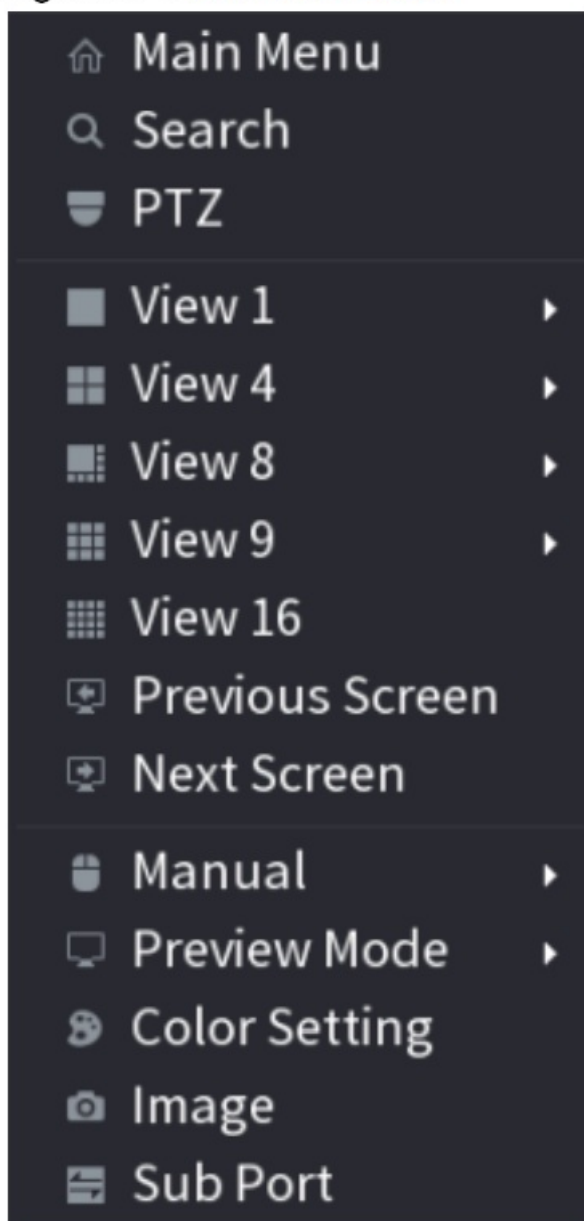 Main Menu
Search
PTZ
View 1
View 4
View 8
View 9
View 16
Previous Screen
Next Screen
Manual
Preview Mode
Color Setting
Image
Sub Port